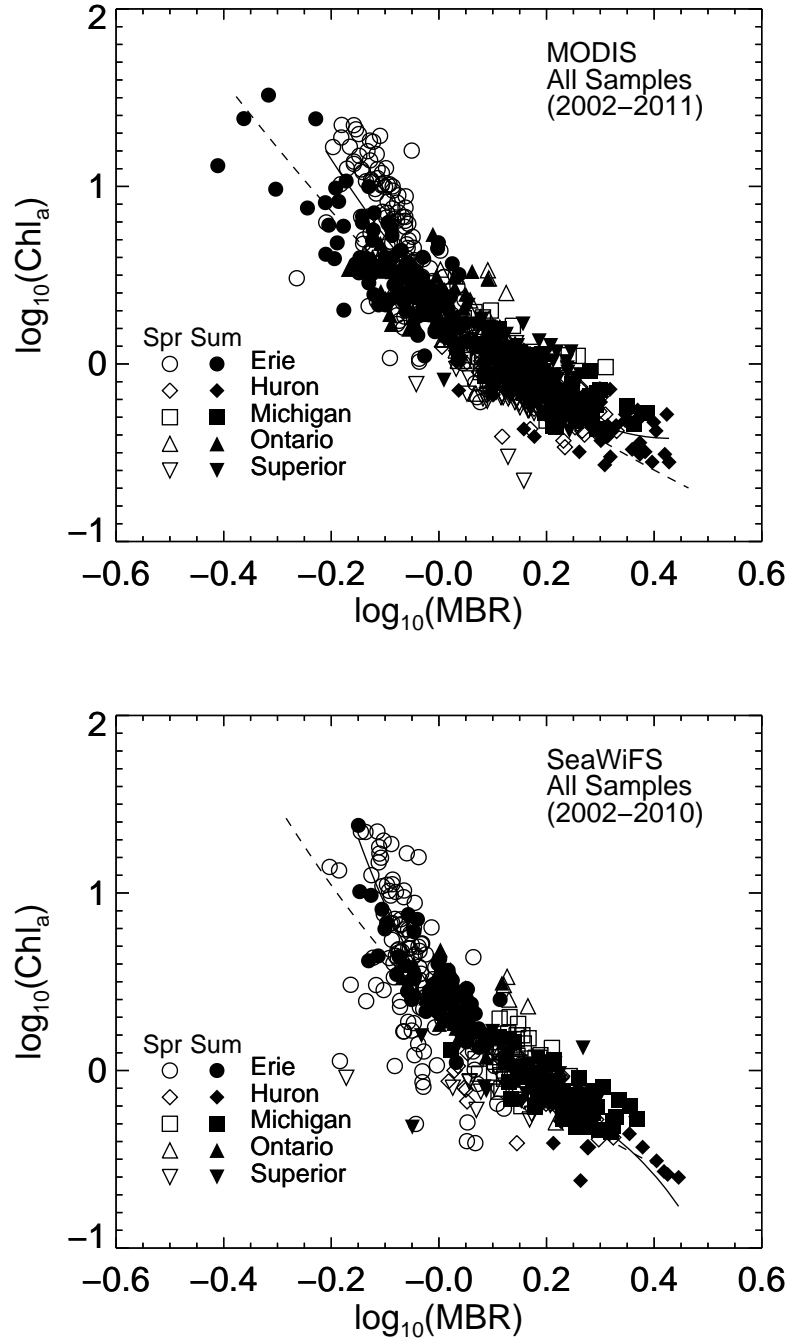 2
1
0
−1
log10(Chla)
MODIS
All Samples
(2002−2011)
Spr Sum
Erie
Huron
Michigan
Ontario
Superior
−0.6 −0.4 −0.2 −0.0 0.2 0.4 0.6
log10(MBR)
2
1
0
−1
log10(Chla)
SeaWiFS
All Samples
(2002−2010)
Spr Sum
Erie
Huron
Michigan
Ontario
Superior
−0.6 −0.4 −0.2 −0.0 0.2 0.4 0.6
log10(MBR)